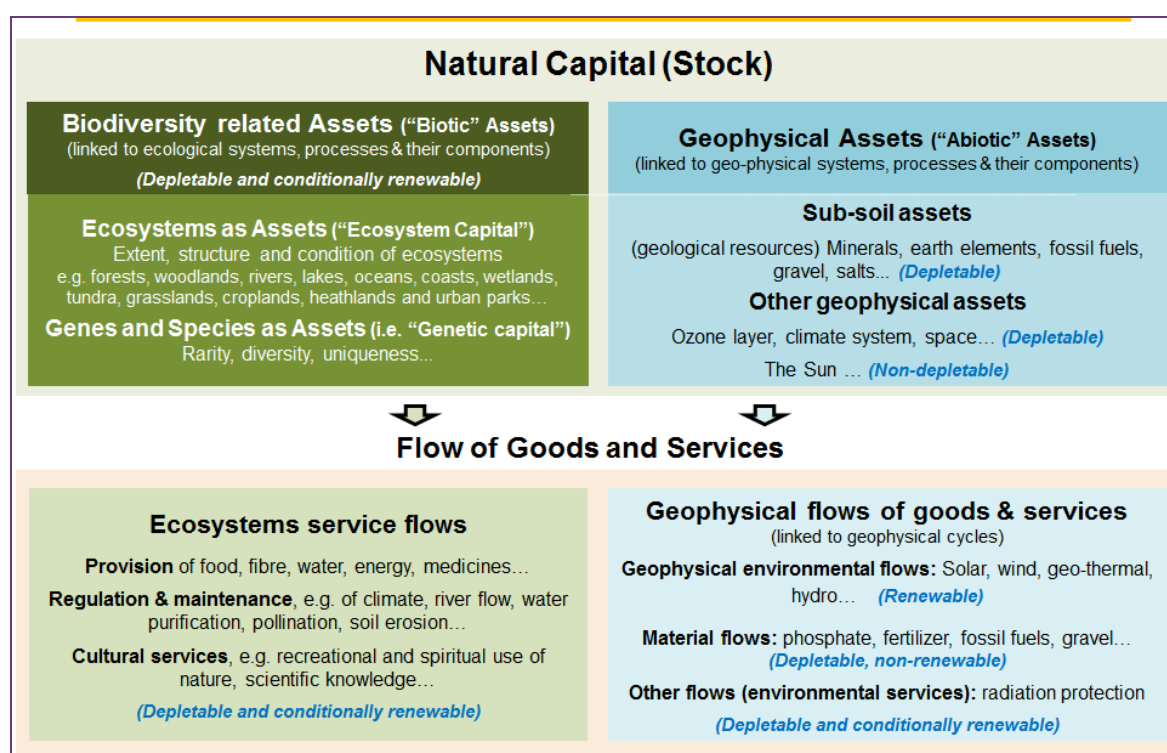 Natural Capital (Stock)
Biodiversity related Assets (“Biotic” Assets)
(linked to ecological systems, processes & their components)
(Depletable and conditionally renewable)
Ecosystems as Assets (“Ecosystem Capital”)
Extent, structure and condition of ecosystems
e.g. forests, woodlands, rivers, lakes, oceans, coasts, wetlands,
tundra, grasslands, croplands, heathlands and urban parks…
Genes and Species as Assets (i.e. “Genetic capital”)
Rarity, diversity, uniqueness...
Geophysical Assets (“Abiotic” Assets)
(linked to geo-physical systems, processes & their components)
Sub-soil assets
(geological resources) Minerals, earth elements, fossil fuels,
gravel, salts... (Depletable)
Other geophysical assets
Ozone layer, climate system, space… (Depletable)
The Sun … (Non-depletable)
Flow of Goods and Services
Ecosystems service flows
Provision of food, fibre, water, energy, medicines…
Regulation & maintenance, e.g. of climate, river flow, water
purification, pollination, soil erosion…
Cultural services, e.g. recreational and spiritual use of
nature, scientific knowledge…
(Depletable and conditionally renewable)
Geophysical flows of goods & services
(linked to geophysical cycles)
Geophysical environmental flows: Solar, wind, geo-thermal,
hydro… (Renewable)
Material flows: phosphate, fertilizer, fossil fuels, gravel…
(Depletable, non-renewable)
Other flows (environmental services): radiation protection
(Depletable and conditionally renewable)